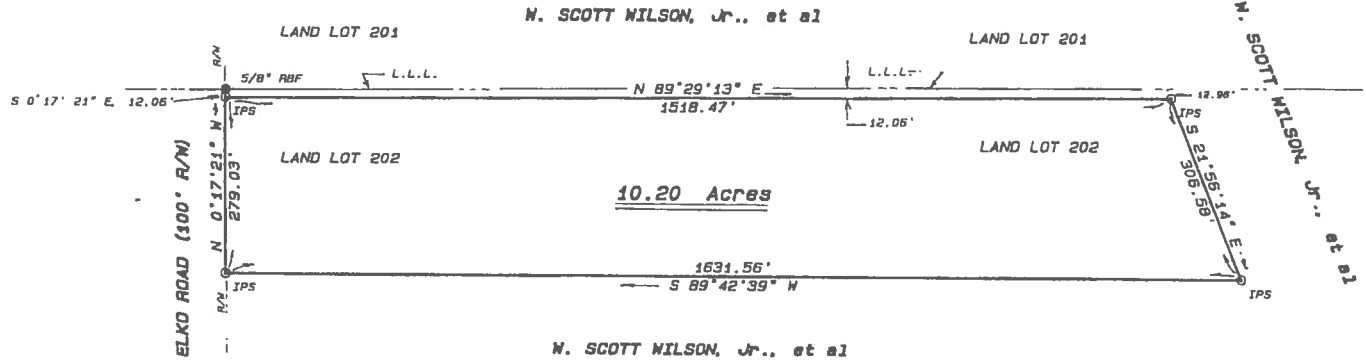 W. SCOTT WILSON, Jr., et al
LAND LOT 201
LAND LOT 201
W. SCOTT WILSON, Jr., et al
R/W
5/8" RBF
L.L.L.
L.L.L.
S 0°17' 21" E, 12.06'
N 89°29'13" E
1518.47'
12.06'
12.96'
IPS
IPS
LAND LOT 202
LAND LOT 202
ELKO ROAD (100' R/W)
N 0°17'21" W
279.03'
10.20 Acres
S 21°56'14" E
306.58'
1631.56'
S 89°42'39" W
IPS
IPS
R/W
W. SCOTT WILSON, Jr., et al